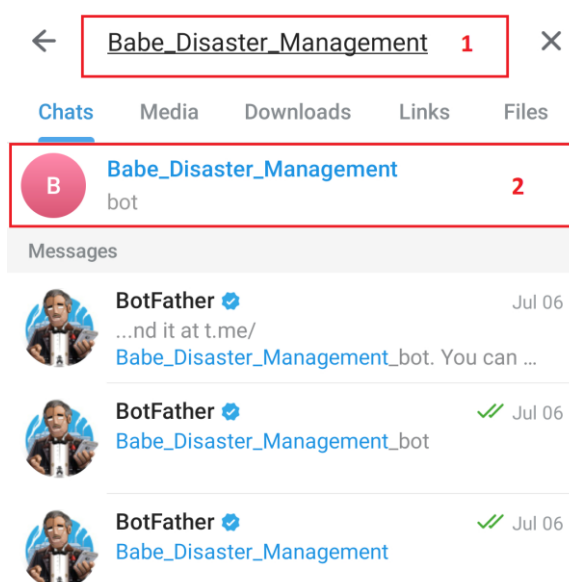 Babe_Disaster_Management 1
Chats Media Downloads Links Files
B
Babe_Disaster_Management
bot
2
Messages
BotFather Jul 06
...nd it at t.me/
Babe_Disaster_Management_bot. You can ...
BotFather Jul 06
Babe_Disaster_Management_bot
BotFather Jul 06
Babe_Disaster_Management